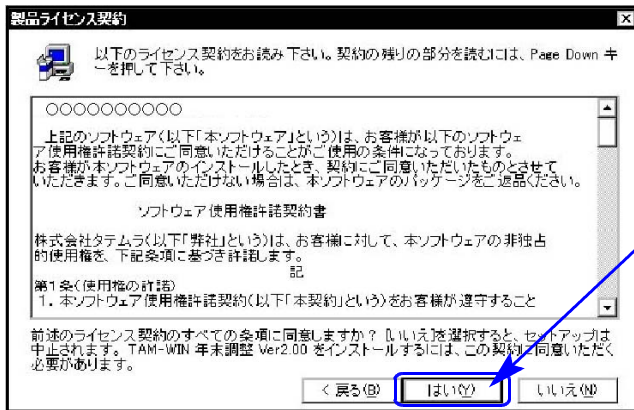 製品ライセンス契約
以下のライセンス契約をお読み下さい。契約の残りの部分を読むには、Page Down キ
ーを押して下さい。
○○○○○○○○○○
上記のソフトウェア(以下「本ソフトウェア」という)は、お客様が以下のソフトウェ
ア使用権許諾契約にご同意いただけることがご使用の条件になっております。
お客様が本ソフトウェアのインストールしたとき、契約にご同意いただいたものとさせて
いただきます。ご同意いただけない場合は、本ソフトウェアのパッケージをご返品ください。
ソフトウェア使用権許諾契約書
株式会社タテムラ(以下「弊社」という)は、お客様に対して、本ソフトウェアの非独占
的使用権を、下記条項に基づき許諾します。
記
第1条(使用権の許諾)
1. 本ソフトウェア使用権許諾契約(以下「本契約」という)をお客様が遵守すること
前述のライセンス契約のすべての条項に同意しますか? [いいえ]を選択すると、セットアップは
中止されます。 TAM-WIN 年末調整 Ver2.00 をインストールするには、この契約に同意いただく
必要があります。
< 戻る(B) はい(Y) いいえ(N)